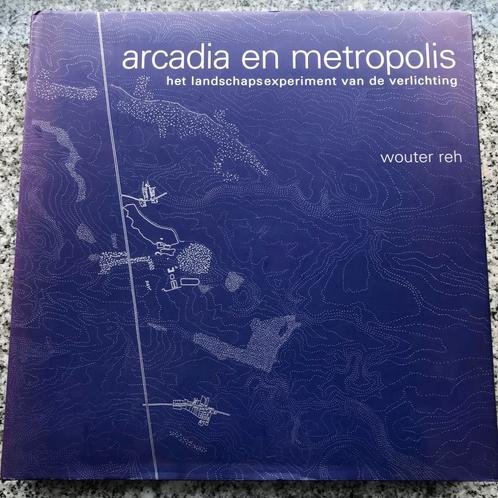 arcadia en metropolis
het landschapsexperiment van de verlichting
wouter reh